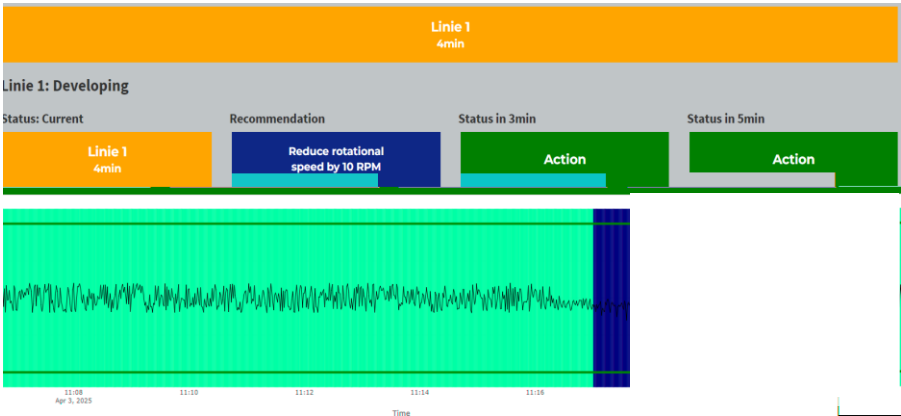 Linie 1
4min
Linie 1: Developing
Status: Current
Recommendation
Status in 3min
Status in 5min
Linie 1
4min
Reduce rotational
speed by 10 RPM
Action
Action
11:08
Apr 3, 2025
11:10
11:12
11:14
11:16
Time